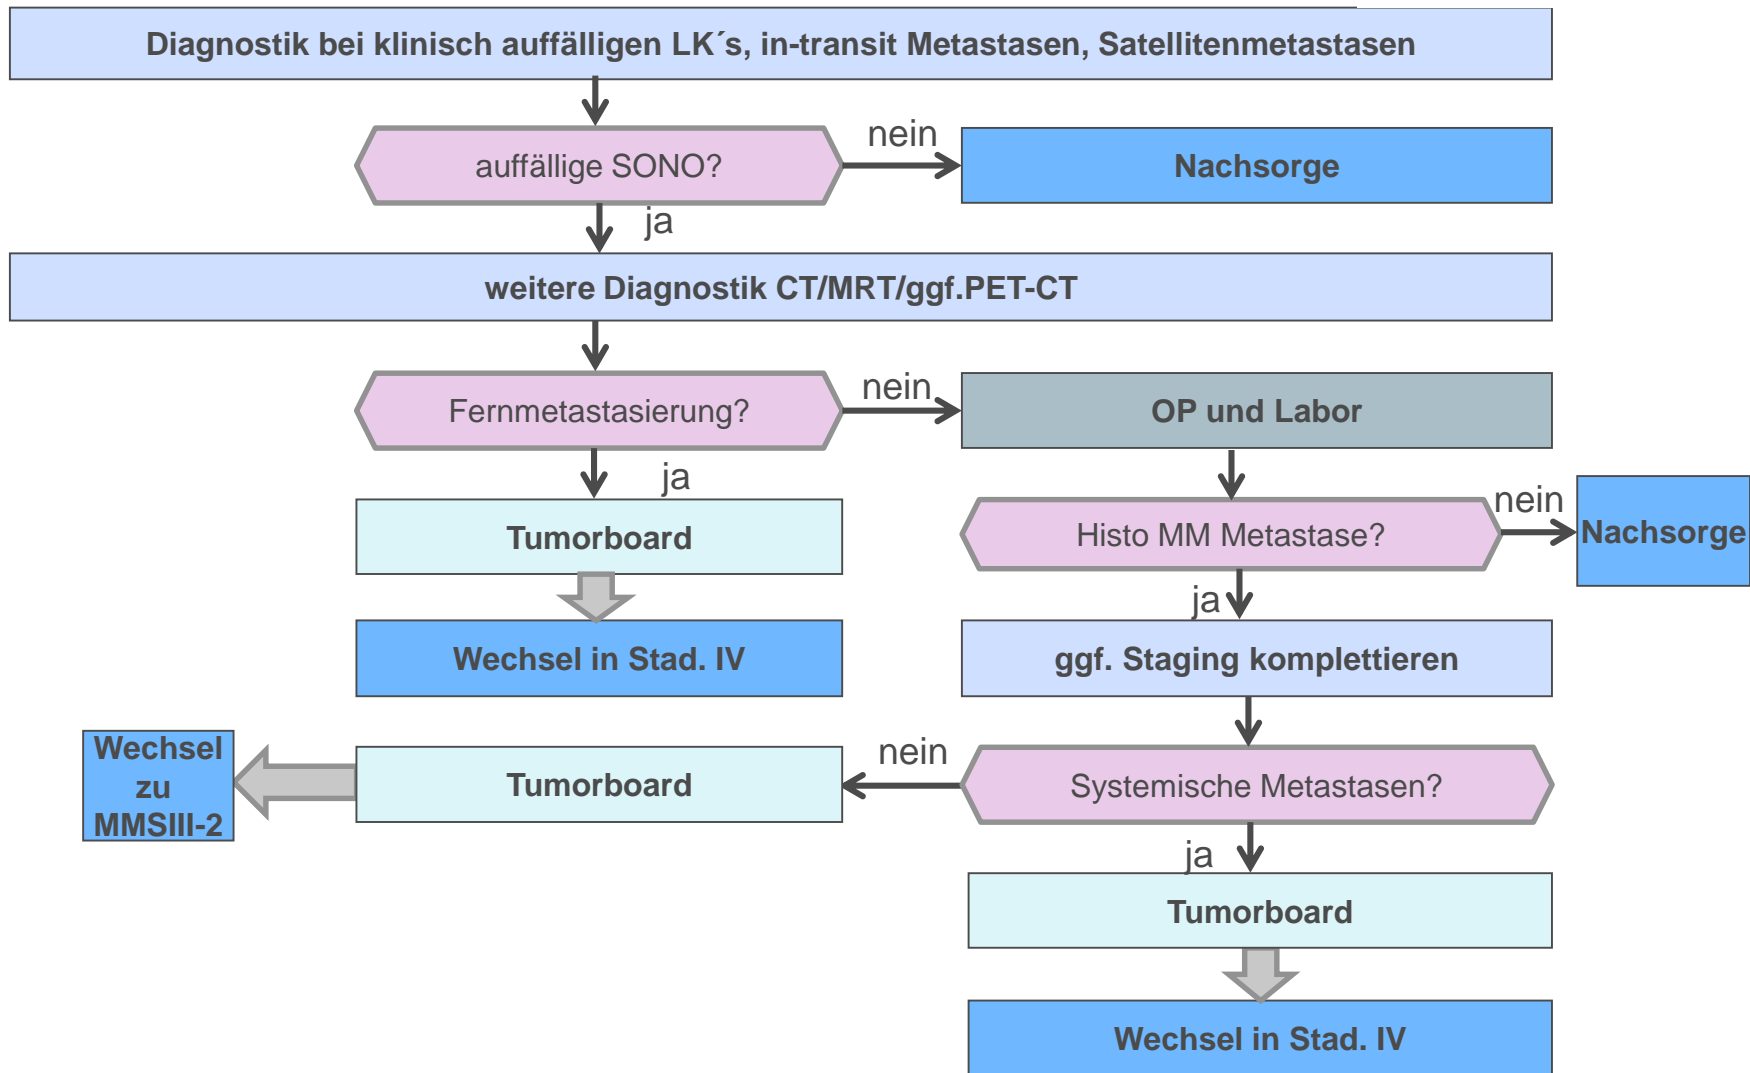 Diagnostik bei klinisch auffälligen LK´s, in-transit Metastasen, Satellitenmetastasen
auffällige SONO?
nein
Nachsorge
ja
weitere Diagnostik CT/MRT/ggf.PET-CT
Fernmetastasierung?
nein
OP und Labor
ja
Tumorboard
Histo MM Metastase?
nein
Nachsorge
ja
Wechsel in Stad. IV
ggf. Staging komplettieren
Wechsel
zu
MMSIII-2
Tumorboard
nein
Systemische Metastasen?
ja
Tumorboard
Wechsel in Stad. IV